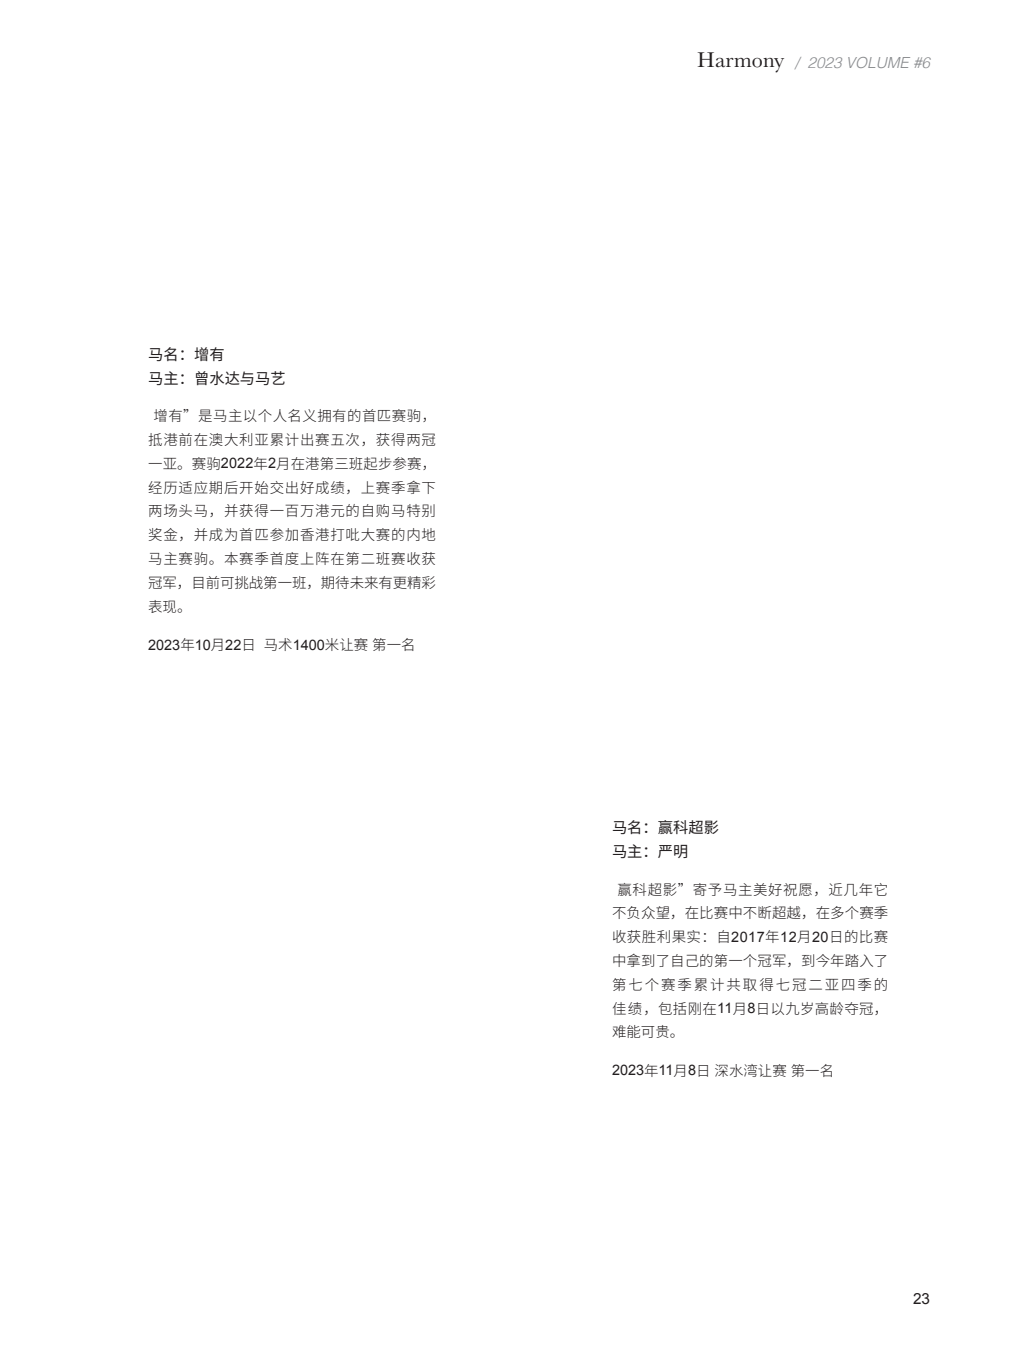 Harmony / 2023 VOLUME #6
马名：增有
马主：曾水达与马艺
增有”是马主以个人名义拥有的首匹赛驹，
抵港前在澳大利亚累计出赛五次，获得两冠
一亚。赛驹2022年2月在港第三班起步参赛，
经历适应期后开始交出好成绩，上赛季拿下
两场头马，并获得一百万港元的自购马特别
奖金，并成为首匹参加香港打吡大赛的内地
马主赛驹。本赛季首度上阵在第二班赛收获
冠军，目前可挑战第一班，期待未来有更精彩
表现。
2023年10月22日 马术1400米让赛 第一名
马名：赢科超影
马主：严明
赢科超影”寄予马主美好祝愿，近几年它
不负众望，在比赛中不断超越，在多个赛季
收获胜利果实：自2017年12月20日的比赛
中拿到了自己的第一个冠军，到今年踏入了
第七个赛季累计共取得七冠二亚四季的
佳绩，包括刚在11月8日以九岁高龄夺冠，
难能可贵。
2023年11月8日 深水湾让赛 第一名
23